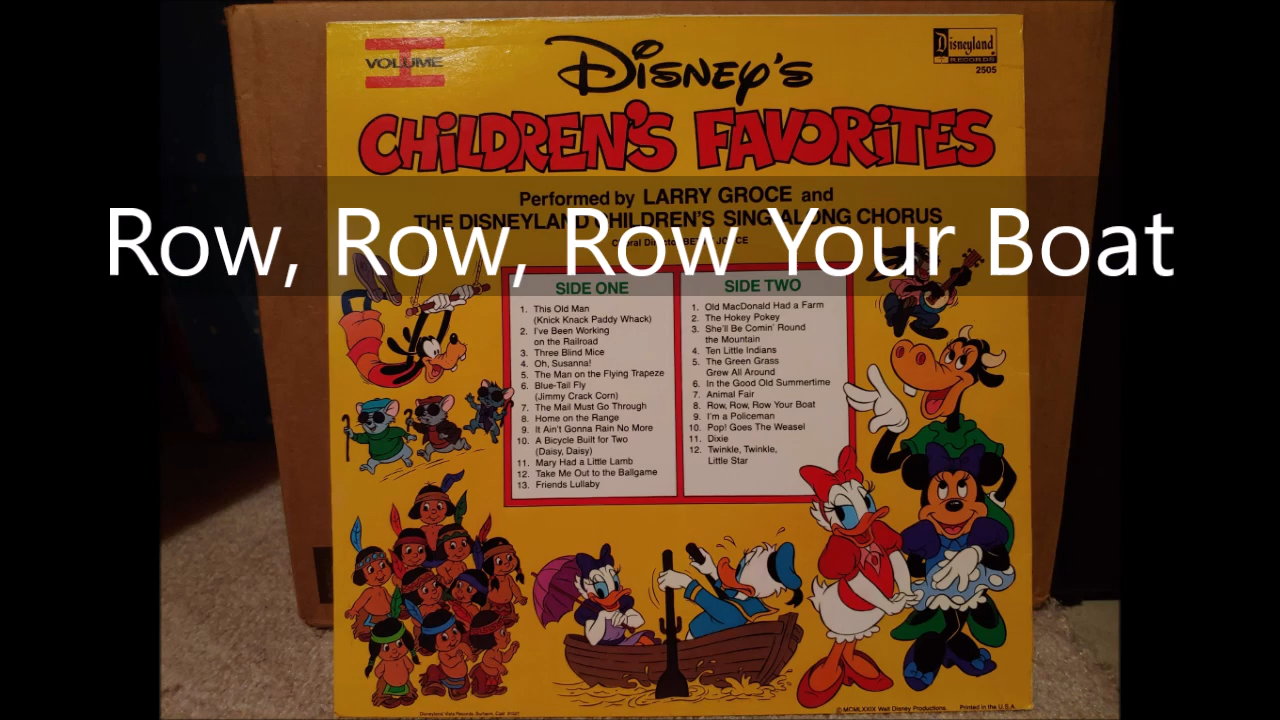 VOLUME I
Disney's
Disneyland
RECORDS
2505
CHILDREN'S FAVORITES
Performed by LARRY GROCE and
THE DISNEYLAND CHILDREN'S SING-ALONG CHORUS
Row, Row, Row Your Boat
SIDE ONE
1. This Old Man
(Knick Knack Paddy Whack)
2. I've Been Working
on the Railroad
3. Three Blind Mice
4. Oh, Susanna!
5. The Man on the Flying Trapeze
6. Blue-Tail Fly
(Jimmy Crack Corn)
7. The Mail Must Go Through
8. Home on the Range
9. It Ain't Gonna Rain No More
10. A Bicycle Built for Two
(Daisy, Daisy)
11. Mary Had a Little Lamb
12. Take Me Out to the Ballgame
13. Friends Lullaby
SIDE TWO
1. Old MacDonald Had a Farm
2. The Hokey Pokey
3. She'll Be Comin' Round
the Mountain
4. Ten Little Indians
5. The Green Grass
Grew All Around
6. In the Good Old Summertime
7. Animal Fair
8. Row, Row, Row Your Boat
9. I'm a Policeman
10. Pop! Goes The Weasel
11. Dixie
12. Twinkle, Twinkle,
Little Star
Disneyland Vista Records, Burbank, Calif. 91521
© MCMLXXIX Walt Disney Productions. Printed in the U.S.A.